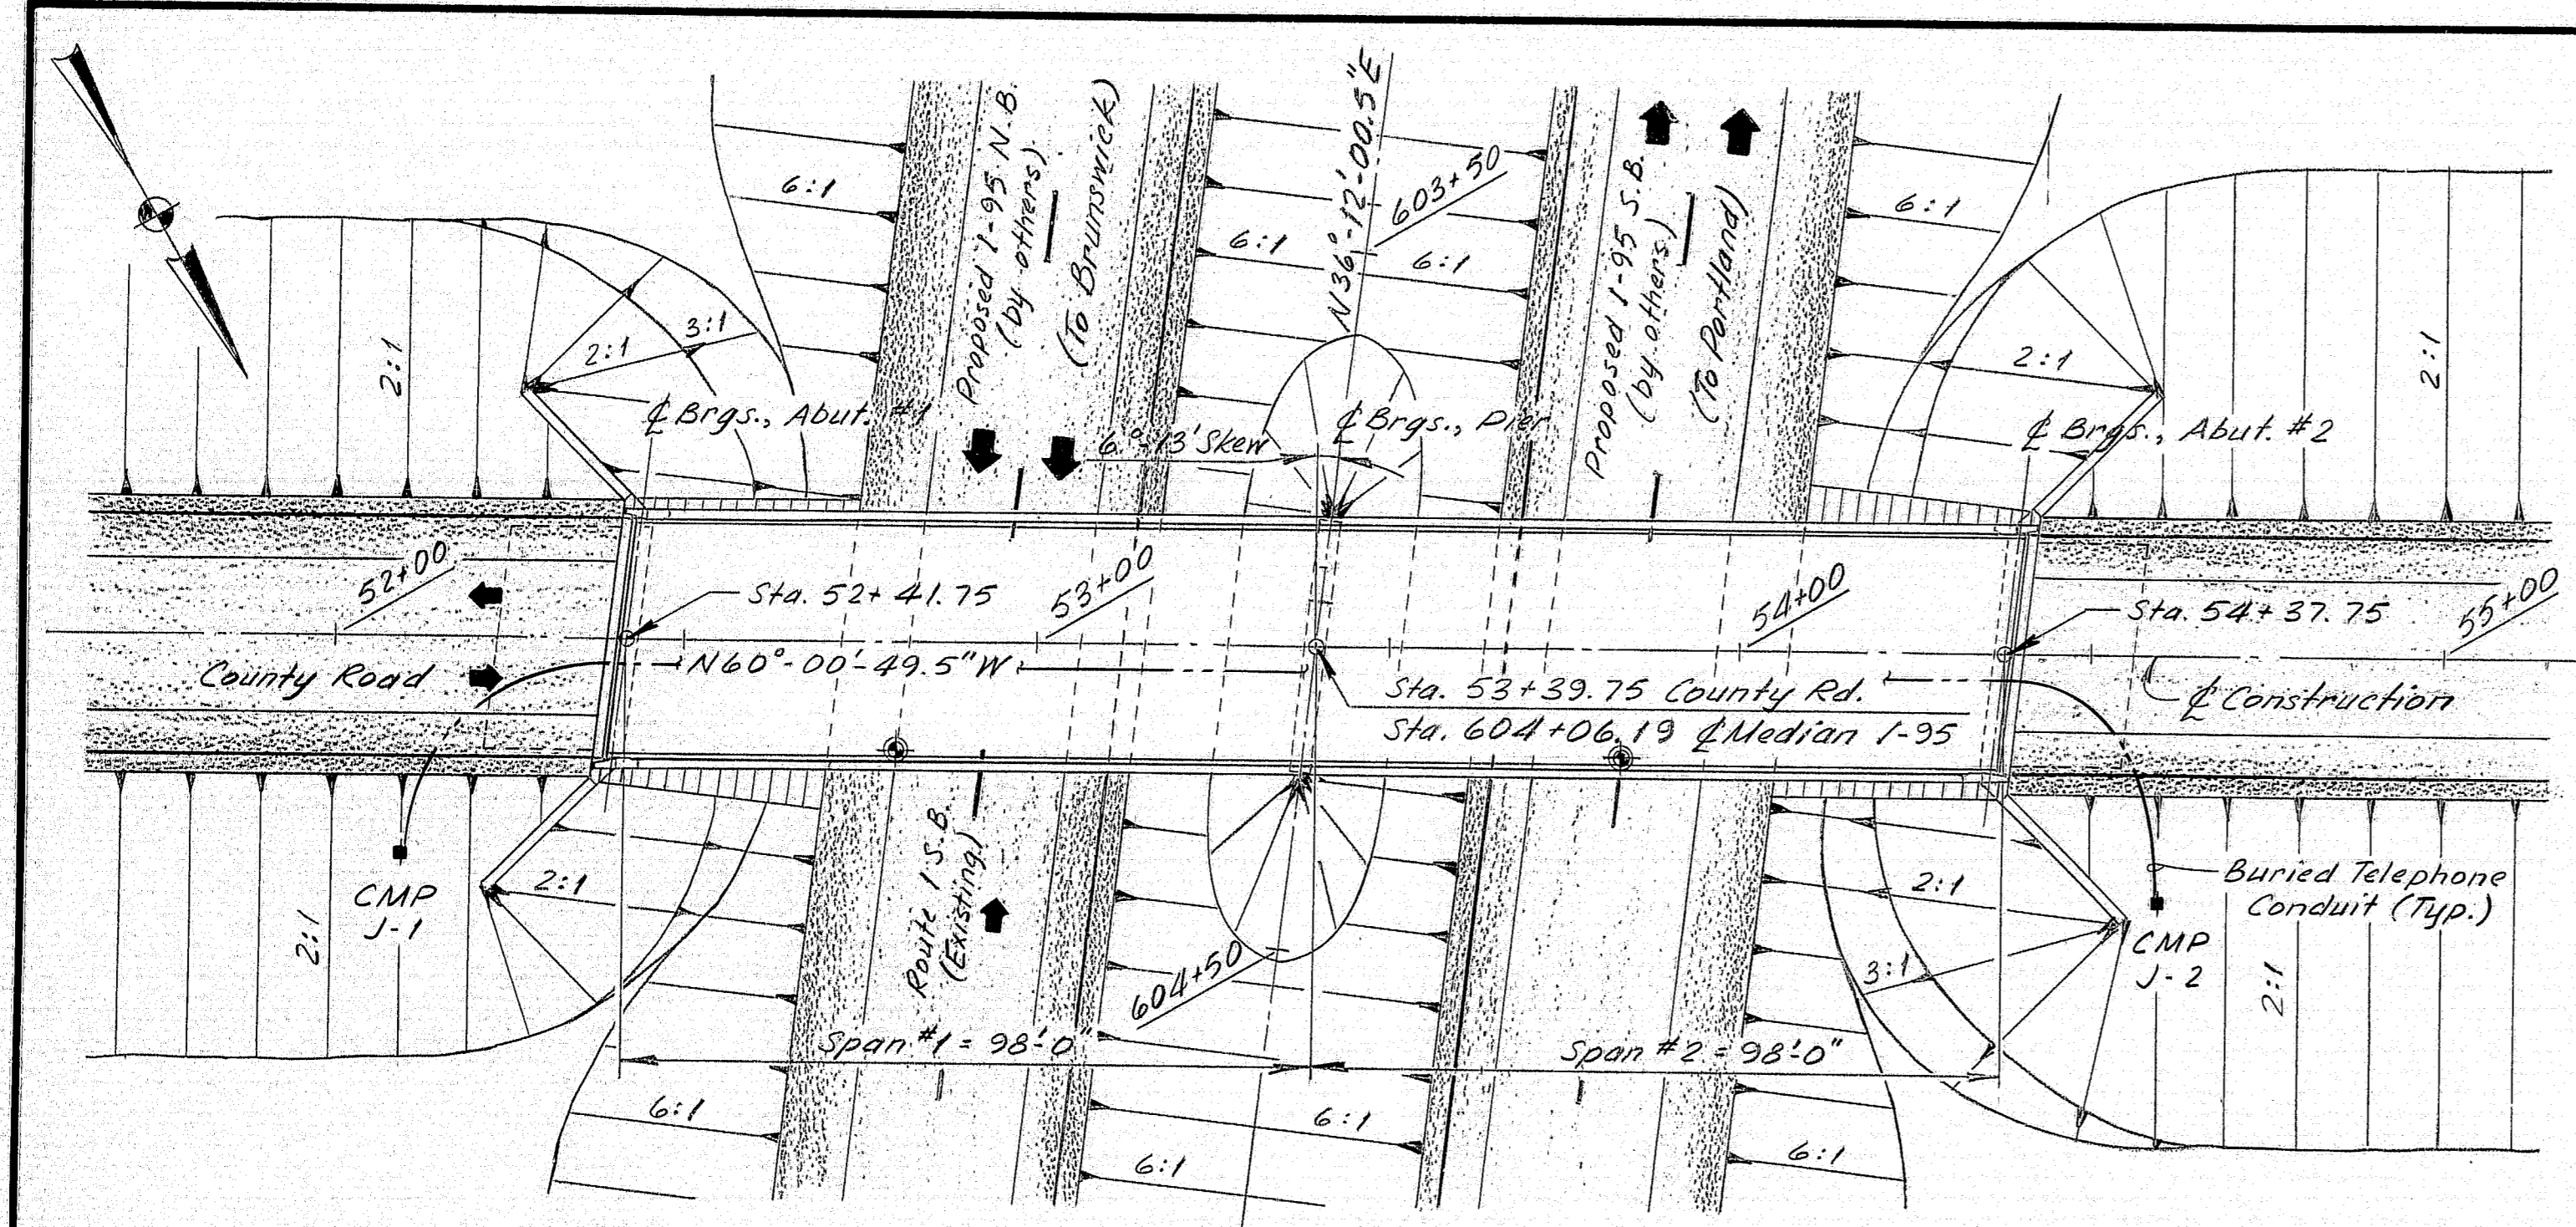 Proposed I-95 N.B.
(by others)
(To Brunswick)
N36°-12'-00.5"E
603+50
Proposed I-95 S.B.
(by others)
(To Portland)
6:1
6:1
6:1
6:1
2:1
2:1
3:1
2:1
2:1
℄ Brgs., Abut. #1
6°-13' Skew
℄ Brgs., Pier
℄ Brgs., Abut. #2
52+00
Sta. 52+41.75
53+00
54+00
Sta. 54+37.75
55+00
County Road
N60°-00'-49.5"W
Sta. 53+39.75 County Rd.
Sta. 604+06.19 ℄ Median I-95
℄ Construction
CMP
J-1
2:1
2:1
Route 1 S.B.
(Existing)
604+50
2:1
3:1
Buried Telephone
Conduit (Typ.)
CMP
J-2
2:1
Span #1 = 98'-0"
Span #2 = 98'-0"
6:1
6:1
6:1
6:1